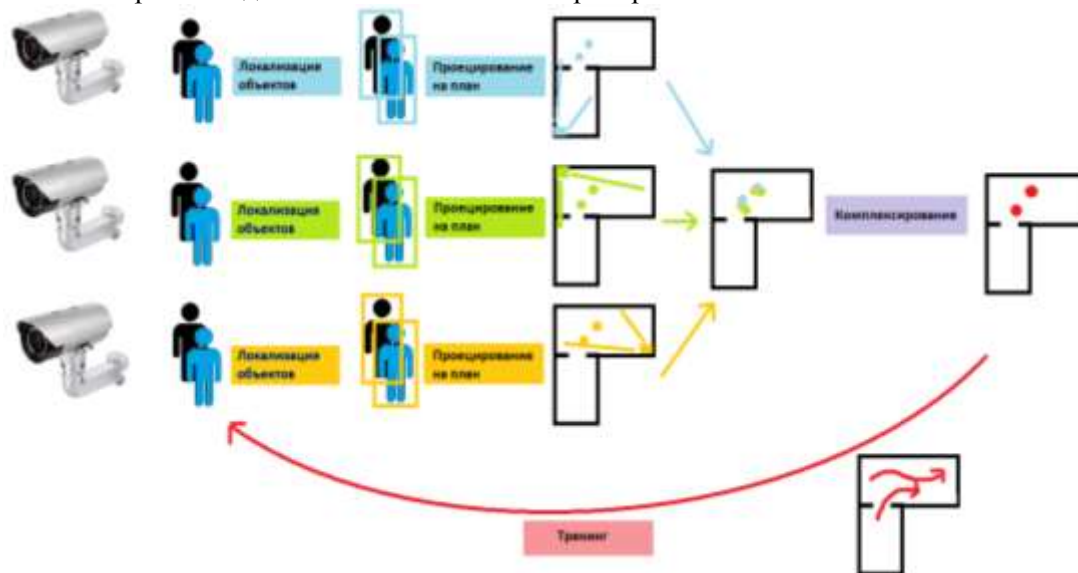 Локализация
объектов
Проецирование
на план
Локализация
объектов
Проецирование
на план
Комплексирование
Локализация
объектов
Проецирование
на план
Трекинг